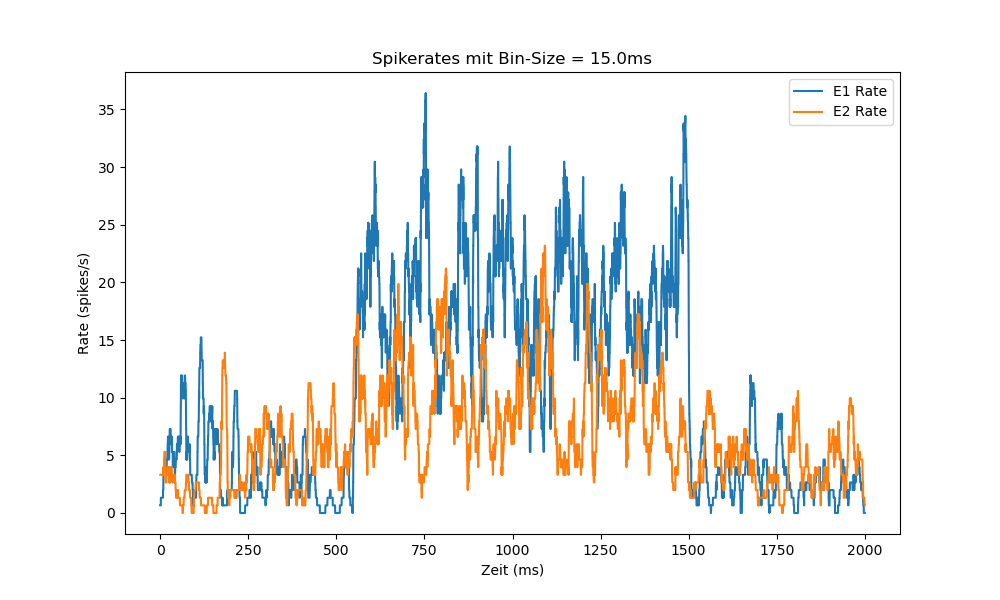 Spikerates mit Bin-Size = 15.0ms
E1 Rate
E2 Rate
35
30
25
20
15
10
5
0
Rate (spikes/s)
0 250 500 750 1000 1250 1500 1750 2000
Zeit (ms)